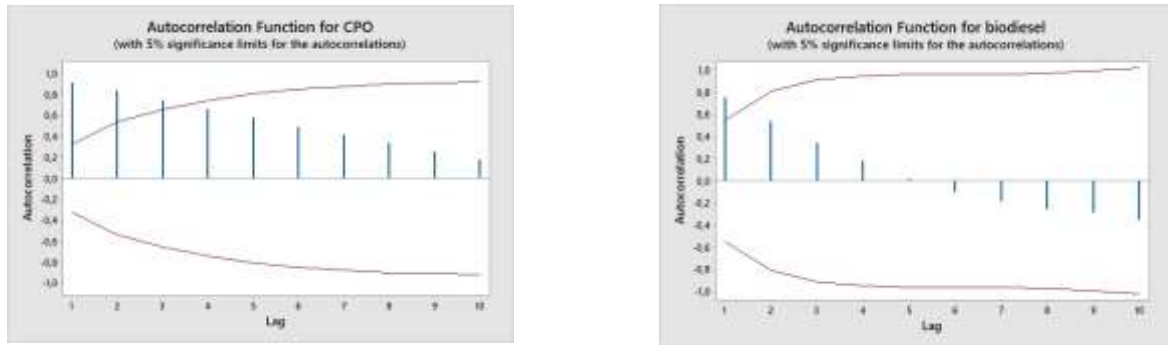 Autocorrelation Function for CPO
(with 5% significance limits for the autocorrelations)
Autocorrelation
1,0
0,8
0,6
0,4
0,2
0,0
-0,2
-0,4
-0,6
-0,8
-1,0
1 2 3 4 5 6 7 8 9 10
Lag
Autocorrelation Function for biodiesel
(with 5% significance limits for the autocorrelations)
Autocorrelation
1,0
0,8
0,6
0,4
0,2
0,0
-0,2
-0,4
-0,6
-0,8
-1,0
1 2 3 4 5 6 7 8 9 10
Lag